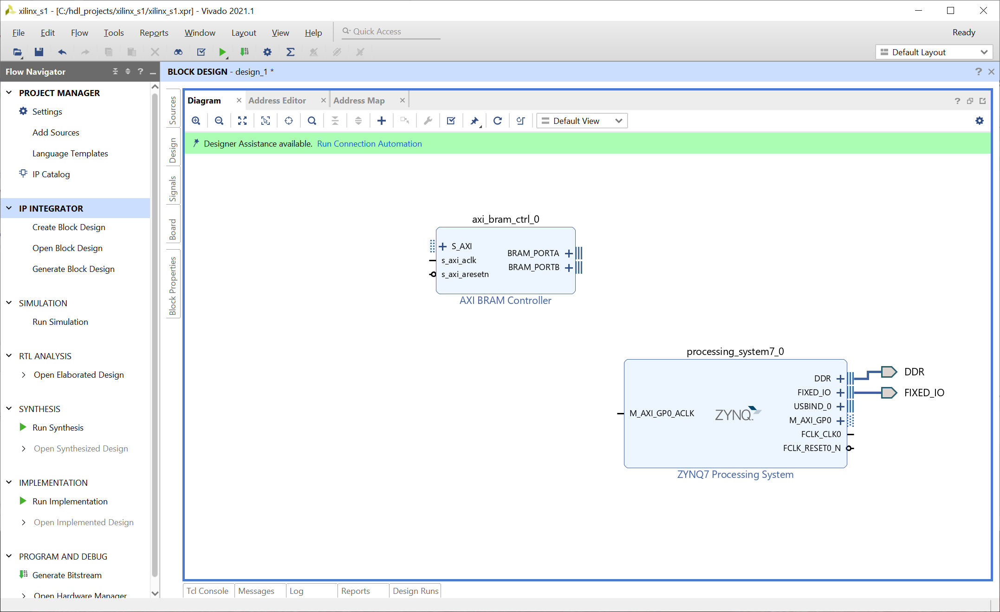 xilinx_s1 - [C:/hdl_projects/xilinx_s1/xilinx_s1.xpr] - Vivado 2021.1
File Edit Flow Tools Reports Window Layout View Help Quick Access Ready
Default Layout
Flow Navigator
BLOCK DESIGN - design_1 *
PROJECT MANAGER
Settings
Add Sources
Language Templates
IP Catalog
IP INTEGRATOR
Create Block Design
Open Block Design
Generate Block Design
SIMULATION
Run Simulation
RTL ANALYSIS
Open Elaborated Design
SYNTHESIS
Run Synthesis
Open Synthesized Design
IMPLEMENTATION
Run Implementation
Open Implemented Design
PROGRAM AND DEBUG
Generate Bitstream
Open Hardware Manager
Sources
Design
Signals
Board
Block Properties
Diagram Address Editor Address Map
Default View
Designer Assistance available. Run Connection Automation
axi_bram_ctrl_0
S_AXI
s_axi_aclk
s_axi_aresetn
BRAM_PORTA
BRAM_PORTB
AXI BRAM Controller
processing_system7_0
M_AXI_GP0_ACLK
ZYNQ
DDR
FIXED_IO
USBIND_0
M_AXI_GP0
FCLK_CLK0
FCLK_RESET0_N
ZYNQ7 Processing System
DDR
FIXED_IO
Tcl Console Messages Log Reports Design Runs